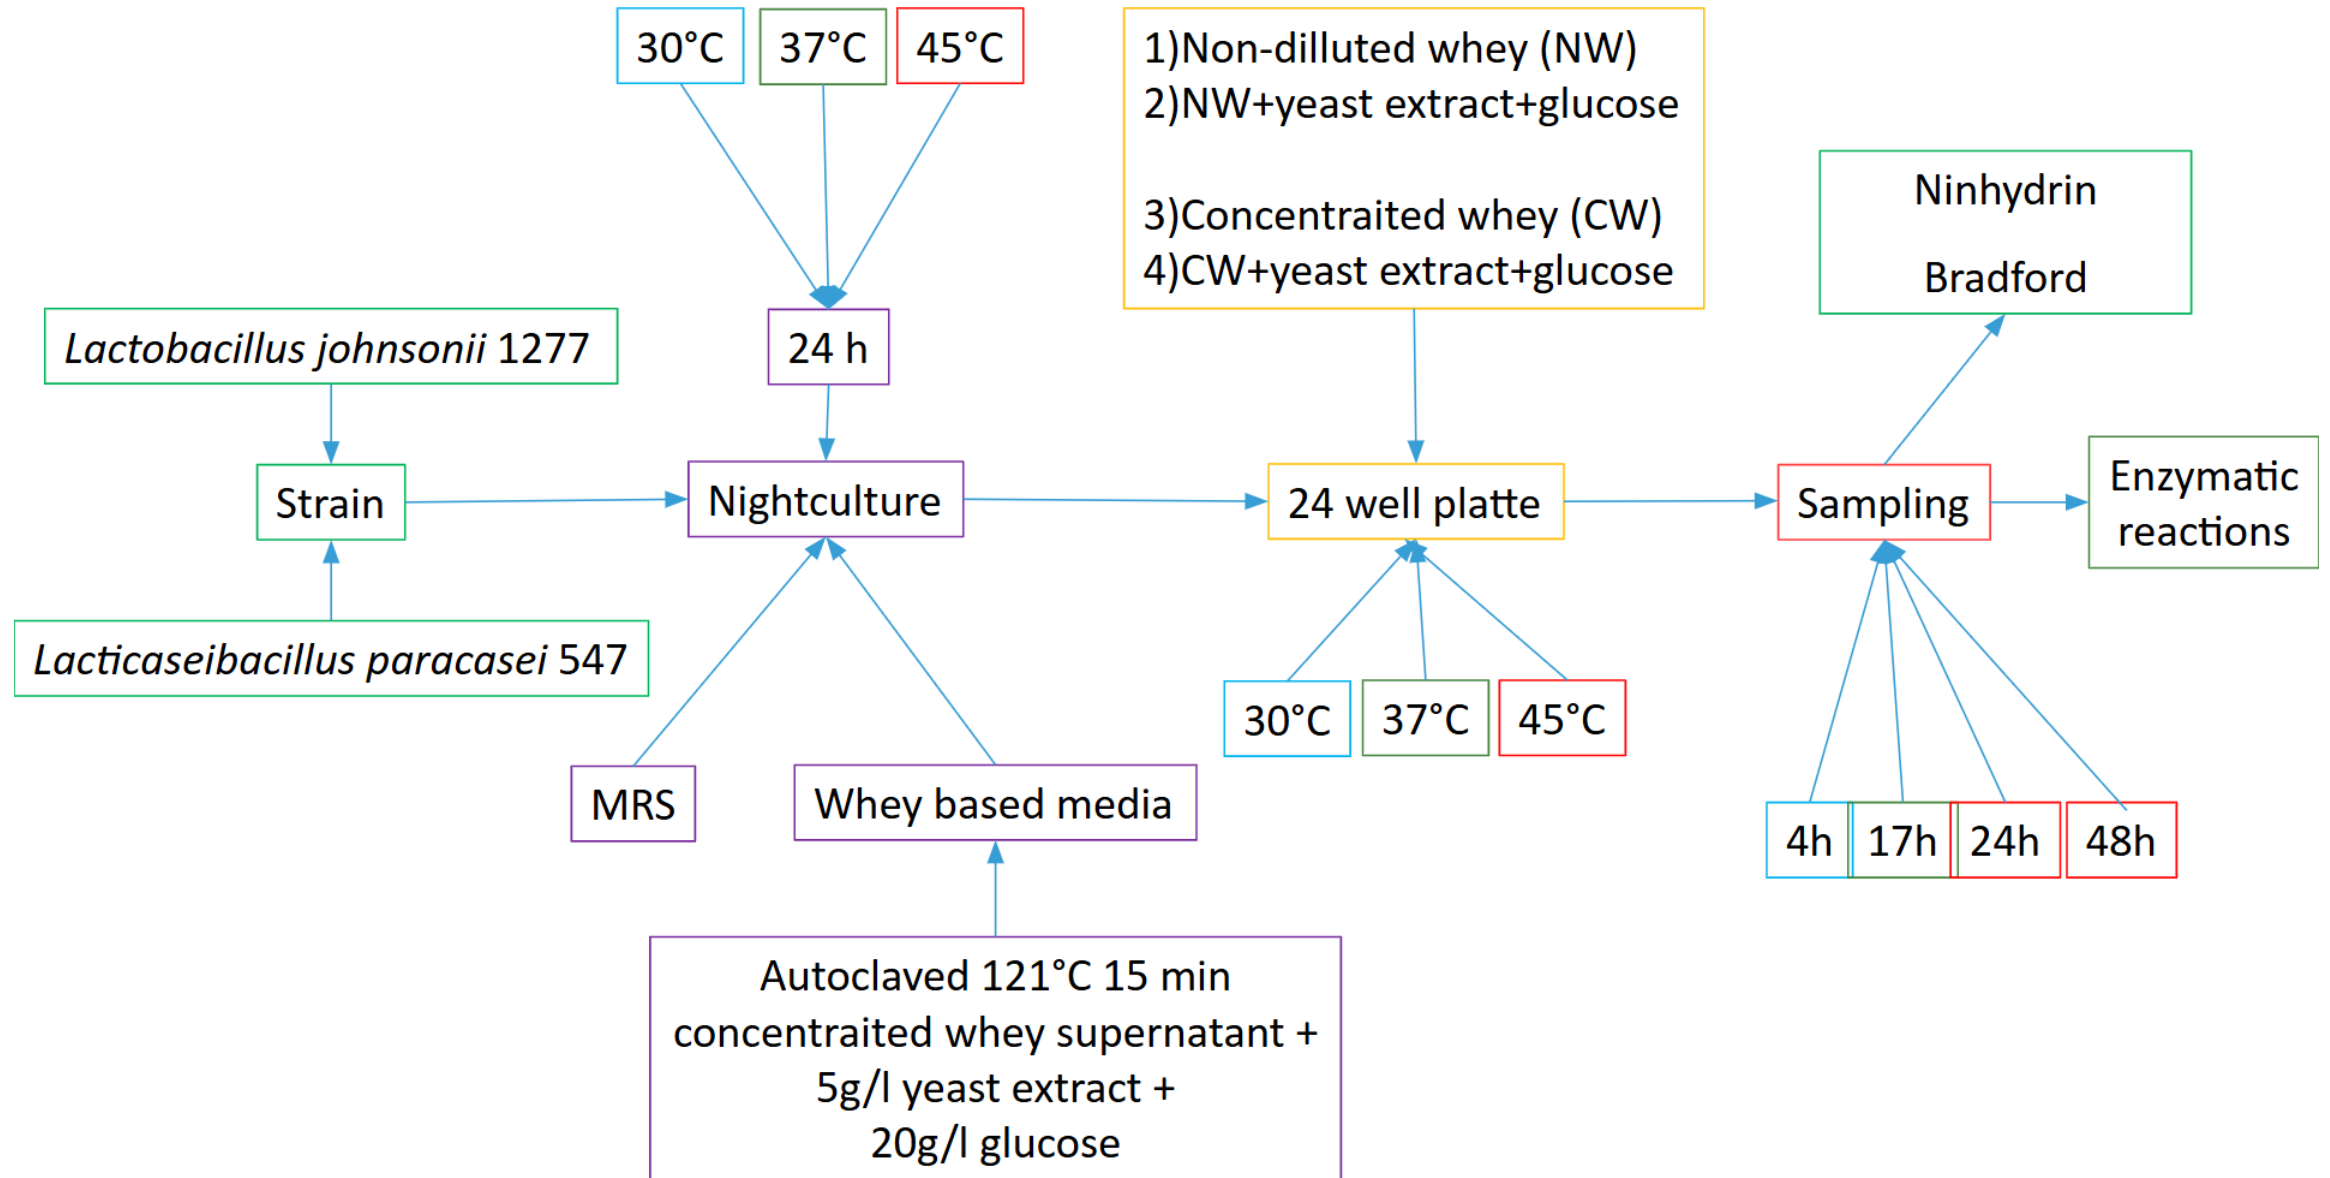 30°C
37°C
45°C
1)Non-dilluted whey (NW)
2)NW+yeast extract+glucose
3)Concentraited whey (CW)
4)CW+yeast extract+glucose
Ninhydrin
Bradford
Lactobacillus johnsonii 1277
24 h
Strain
Nightculture
24 well platte
Sampling
Enzymatic
reactions
Lacticaseibacillus paracasei 547
30°C
37°C
45°C
MRS
Whey based media
4h
17h
24h
48h
Autoclaved 121°C 15 min
concentraited whey supernatant +
5g/l yeast extract +
20g/l glucose